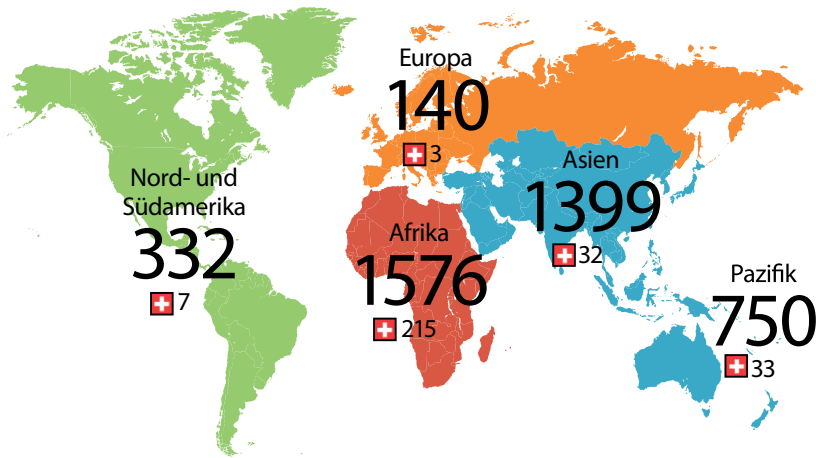 Europa
140
3
Nord- und
Südamerika
332
7
Asien
1399
32
Afrika
1576
215
Pazifik
750
33